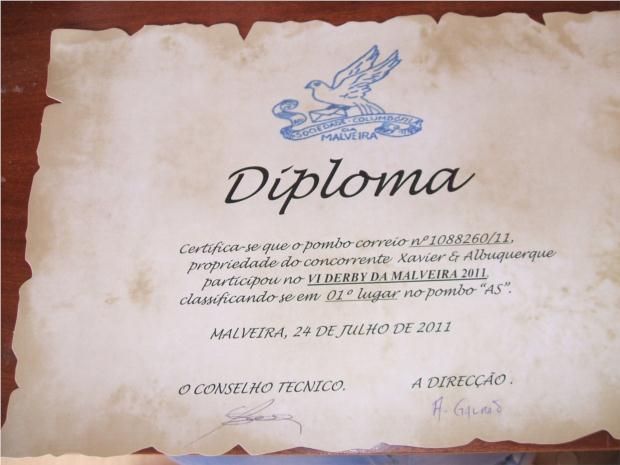 SOCIEDADE COLUMBÓFILA
DA
MALVEIRA
Diploma
Certifica-se que o pombo correio nº1088260/11,
propriedade do concorrente Xavier & Albuquerque
participou no VI DERBY DA MALVEIRA 2011,
classificando se em 01º lugar no pombo "AS".
MALVEIRA, 24 DE JULHO DE 2011
O CONSELHO TECNICO. A DIRECÇÃO .